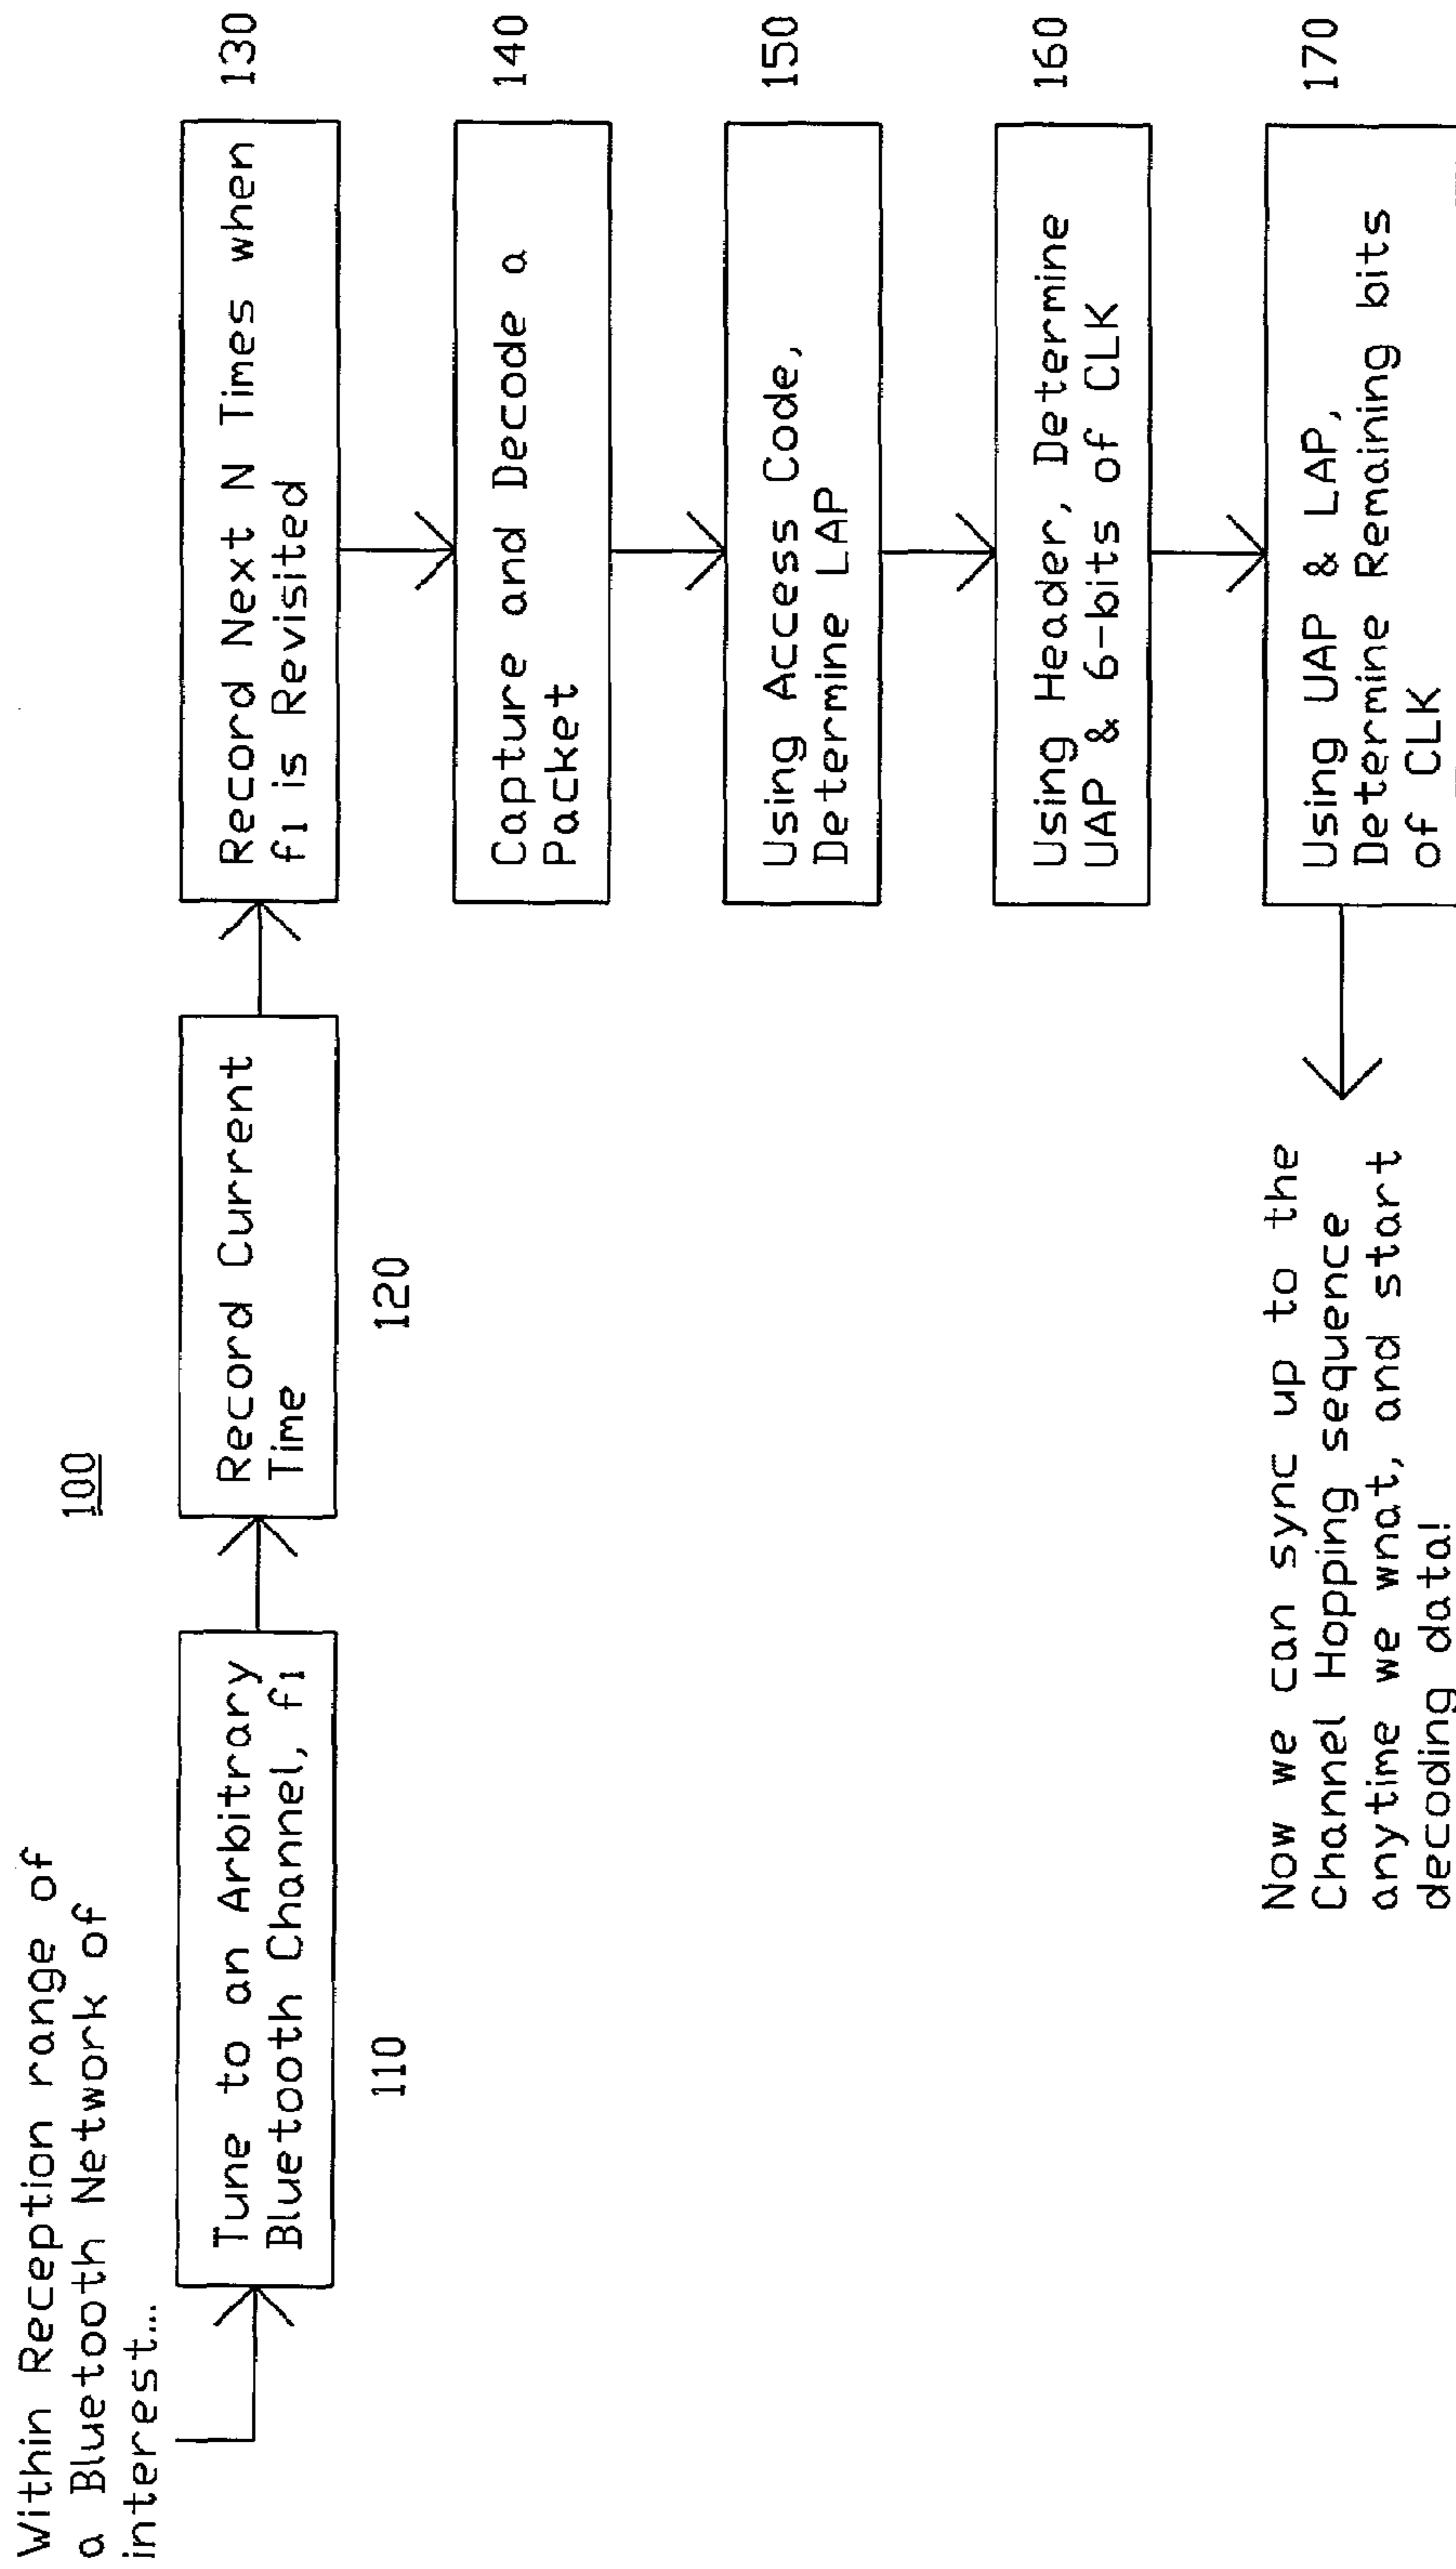 Within Reception range of
a Bluetooth Network of
interest...
100
Tune to an Arbitrary
Bluetooth Channel, f1
110
Record Current
Time
120
Record Next N Times when
f1 is Revisited
130
Capture and Decode a
Packet
140
Using Access Code,
Determine LAP
150
Using Header, Determine
UAP & 6-bits of CLK
160
Using UAP & LAP,
Determine Remaining bits
of CLK
170
Now we can sync up to the
Channel Hopping sequence
anytime we wnat, and start
decoding data!